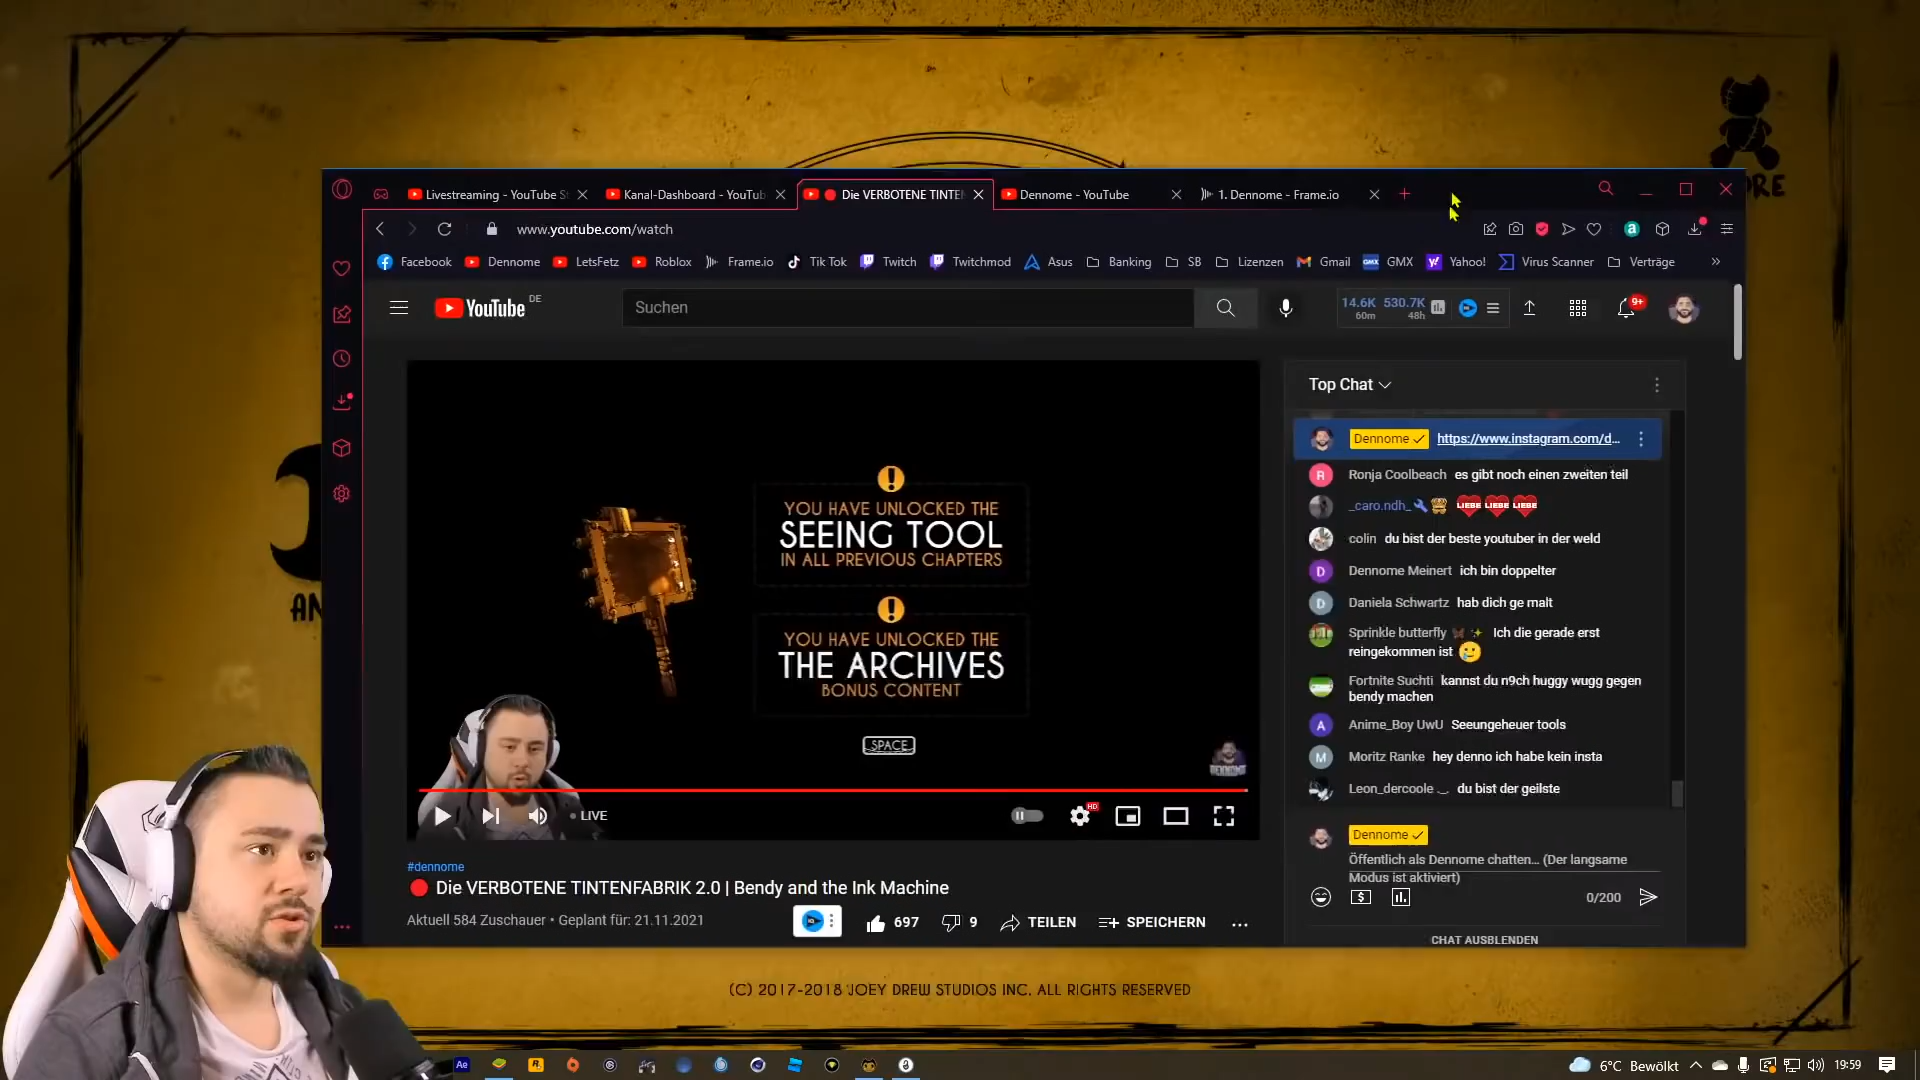 Livestreaming - YouTube S
Kanal-Dashboard - YouTub
Die VERBOTENE TINTEN
Dennome - YouTube
1. Dennome - Frame.io
www.youtube.com/watch
Facebook
Dennome
LetsFetz
Roblox
Frame.io
Tik Tok
Twitch
Twitchmod
Asus
Banking
SB
Lizenzen
Gmail
GMX
Yahoo!
Virus Scanner
Verträge
YouTube DE
Suchen
14.6K 530.7K
60m 48h
9+
YOU HAVE UNLOCKED THE
SEEING TOOL
IN ALL PREVIOUS CHAPTERS
YOU HAVE UNLOCKED THE
THE ARCHIVES
BONUS CONTENT
SPACE
DENNOME
LIVE
HD
#dennome
Die VERBOTENE TINTENFABRIK 2.0 | Bendy and the Ink Machine
Aktuell 584 Zuschauer • Geplant für: 21.11.2021
697
9
TEILEN
SPEICHERN
Top Chat
Dennome https://www.instagram.com/d...
Ronja Coolbeach es gibt noch einen zweiten teil
_caro.ndh_ LIEBE LIEBE LIEBE
colin du bist der beste youtuber in der weld
Dennome Meinert ich bin doppelter
Daniela Schwartz hab dich ge malt
Sprinkle butterfly Ich die gerade erst
reingekommen ist
Fortnite Suchti kannst du n9ch huggy wugg gegen
bendy machen
Anime_Boy UwU Seeungeheuer tools
Moritz Ranke hey denno ich habe kein insta
Leon_dercoole ‿ du bist der geilste
Dennome
Öffentlich als Dennome chatten... (Der langsame
Modus ist aktiviert)
0/200
CHAT AUSBLENDEN
(C) 2017-2018 JOEY DREW STUDIOS INC. ALL RIGHTS RESERVED
Ae
6°C Bewölkt
19:59